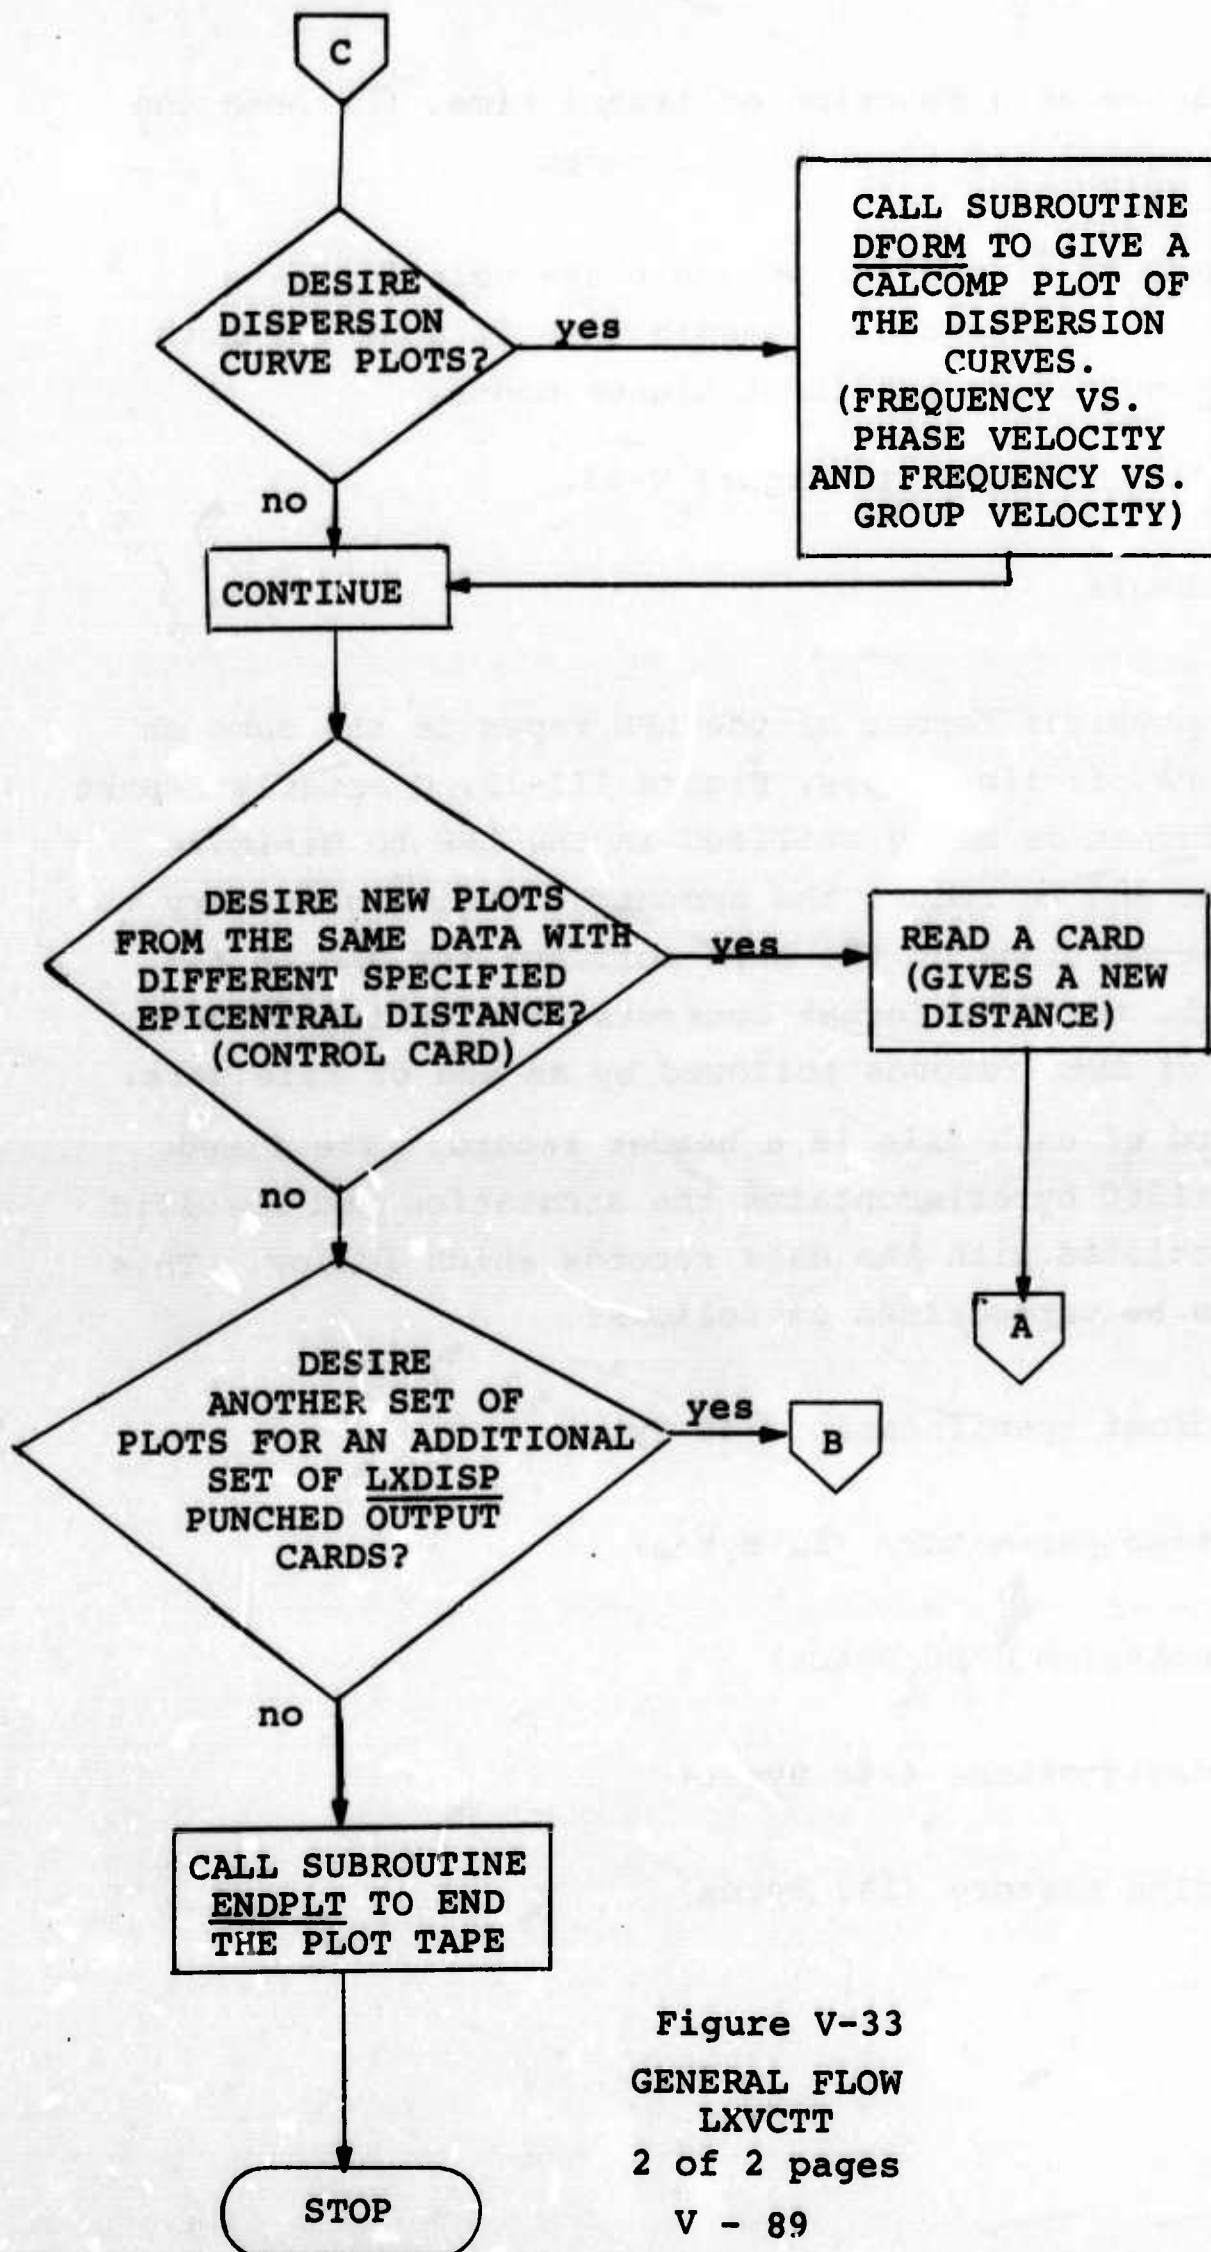 C
DESIRE
DISPERSION
CURVE PLOTS?
yes
CALL SUBROUTINE
DFORM TO GIVE A
CALCOMP PLOT OF
THE DISPERSION
CURVES.
(FREQUENCY VS.
PHASE VELOCITY
AND FREQUENCY VS.
GROUP VELOCITY)
no
CONTINUE
DESIRE NEW PLOTS
FROM THE SAME DATA WITH
DIFFERENT SPECIFIED
EPICENTRAL DISTANCE?
(CONTROL CARD)
yes
READ A CARD
(GIVES A NEW
DISTANCE)
A
no
DESIRE
ANOTHER SET OF
PLOTS FOR AN ADDITIONAL
SET OF LXDISP
PUNCHED OUTPUT
CARDS?
yes
B
no
CALL SUBROUTINE
ENDPLT TO END
THE PLOT TAPE
STOP
Figure V-33
GENERAL FLOW
LXVCTT
2 of 2 pages
V - 89